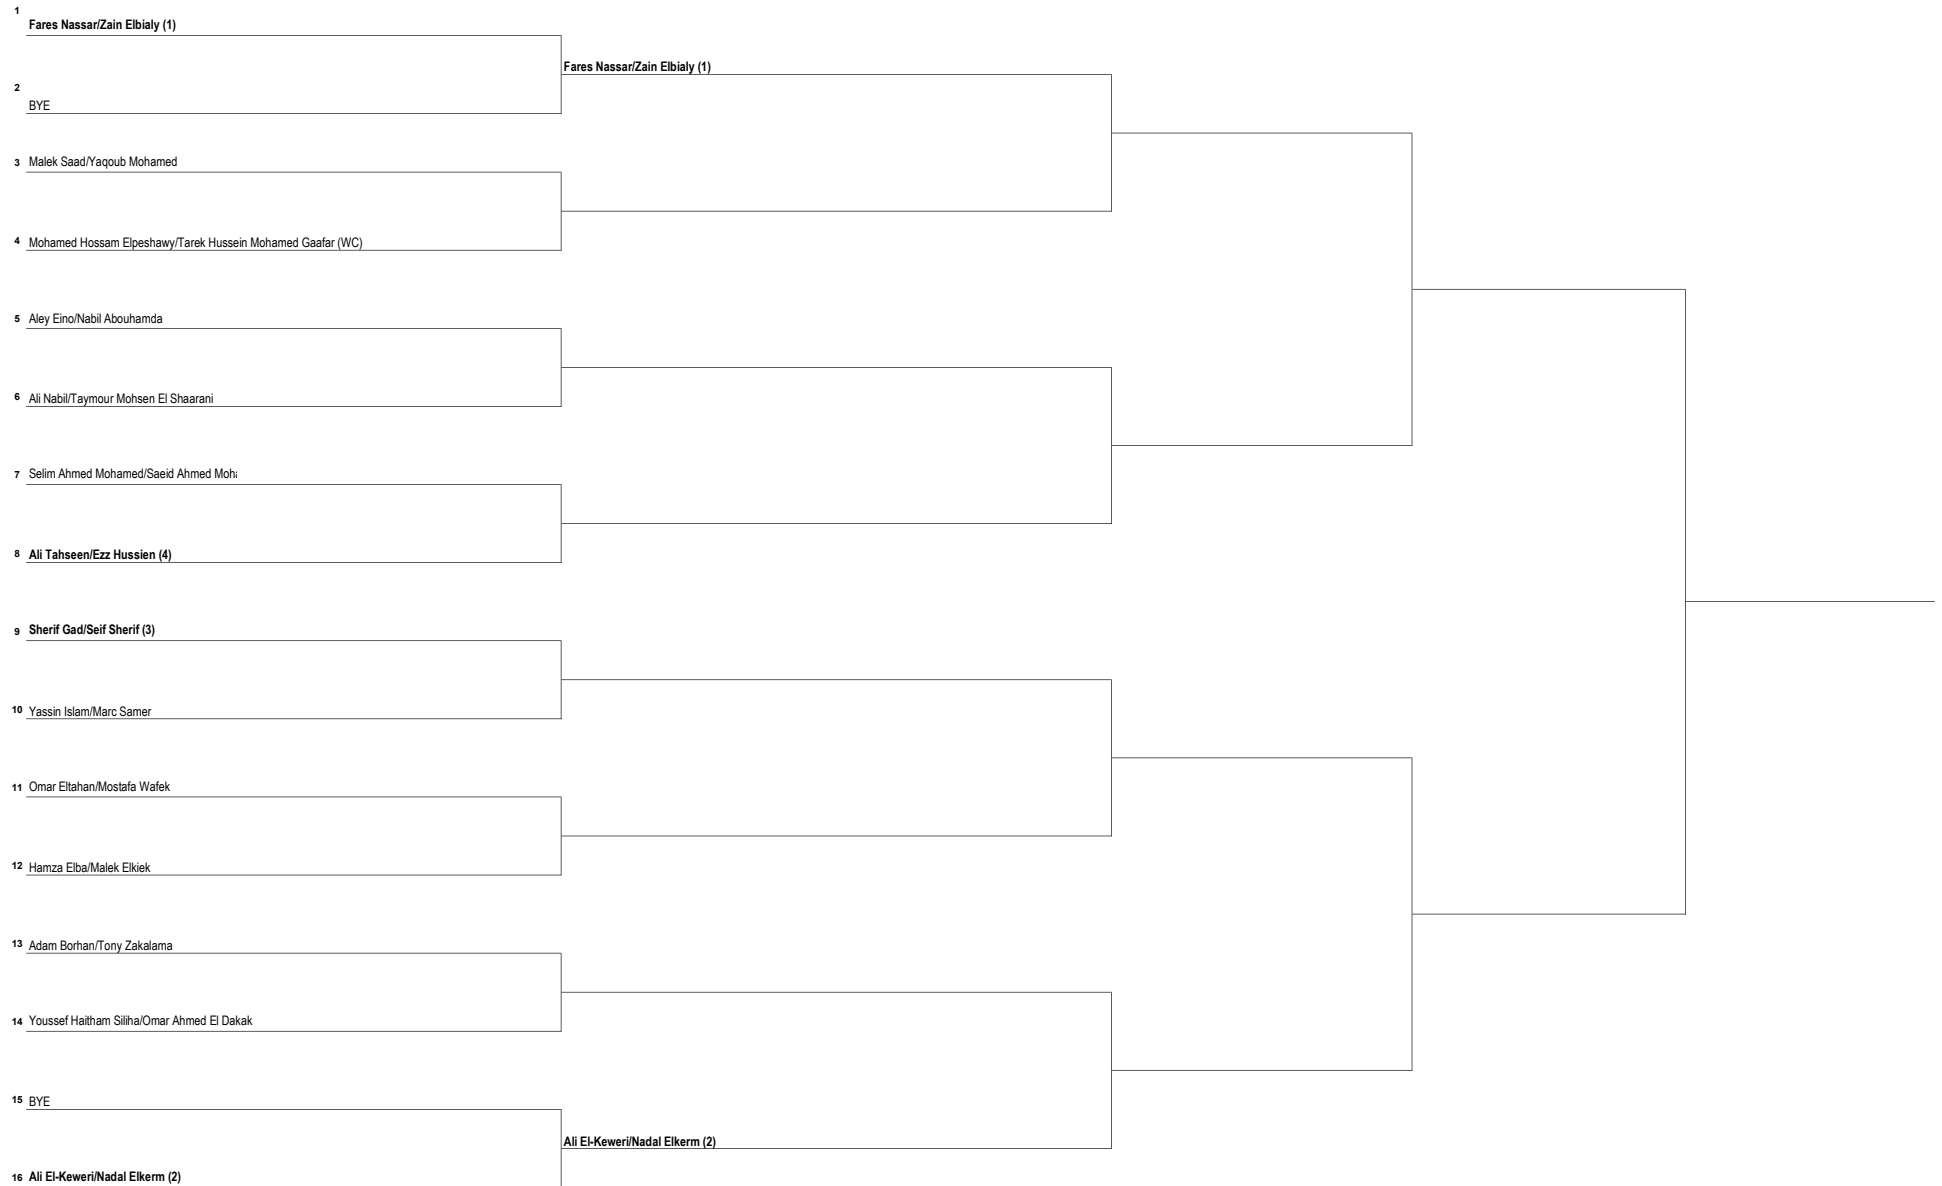 1
Fares Nassar/Zain Elbialy (1)
Fares Nassar/Zain Elbialy (1)
2
BYE
3 Malek Saad/Yaqoub Mohamed
4 Mohamed Hossam Elpeshawy/Tarek Hussein Mohamed Gaafar (WC)
5 Aley Eino/Nabil Abouhamda
6 Ali Nabil/Taymour Mohsen El Shaarani
7 Selim Ahmed Mohamed/Saeid Ahmed
8 Ali Tahseen/Ezz Hussien (4)
9 Sherif Gad/Seif Sherif (3)
10 Yassin Islam/Marc Samer
11 Omar Eltahan/Mostafa Wafek
12 Hamza Elba/Malek Elkiek
13 Adam Borhan/Tony Zakalama
14 Youssef Haitham Siliha/Omar Ahmed El Dakak
15 BYE
Ali El-Keweri/Nadal Elkerm (2)
16 Ali El-Keweri/Nadal Elkerm (2)